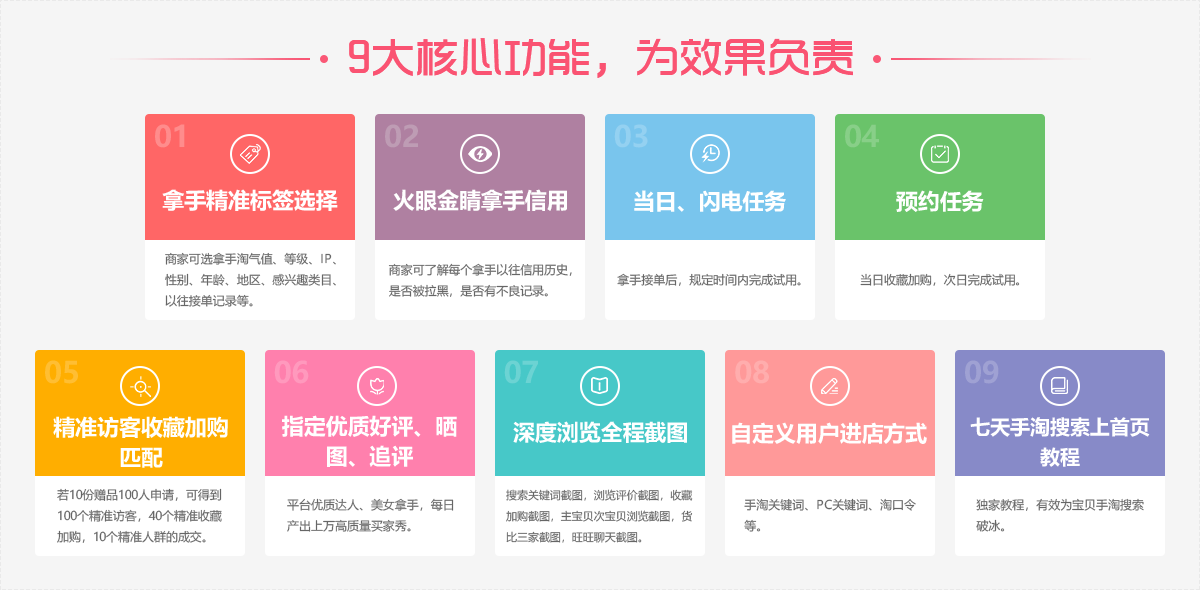 9大核心功能，为效果负责
01
拿手精准标签选择
商家可选拿手淘气值、等级、IP、
性别、年龄、地区、感兴趣类目、
以往接单记录等。
02
火眼金睛拿手信用
商家可了解每个拿手以往信用历史，
是否被拉黑，是否有不良记录。
03
当日、闪电任务
拿手接单后，规定时间内完成试用。
04
预约任务
当日收藏加购，次日完成试用。
05
精准访客收藏加购
匹配
若10份赠品100人申请，可得到
100个精准访客，40个精准收藏
加购，10个精准人群的成交。
06
指定优质好评、晒
图、追评
平台优质达人、美女拿手，每日
产出上万高质量买家秀。
07
深度浏览全程截图
搜索关键词截图，浏览评价截图，收藏
加购截图，主宝贝次宝贝浏览截图，货
比三家截图，旺旺聊天截图。
08
自定义用户进店方式
手淘关键词、PC关键词、淘口令
等。
09
七天手淘搜索上首页
教程
独家教程，有效为宝贝手淘搜索
破冰。